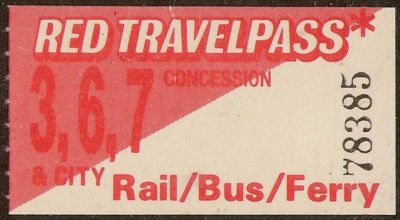 RED TRAVELPASS*
CONCESSION
3,6,7
& CITY
Rail/Bus/Ferry
78385